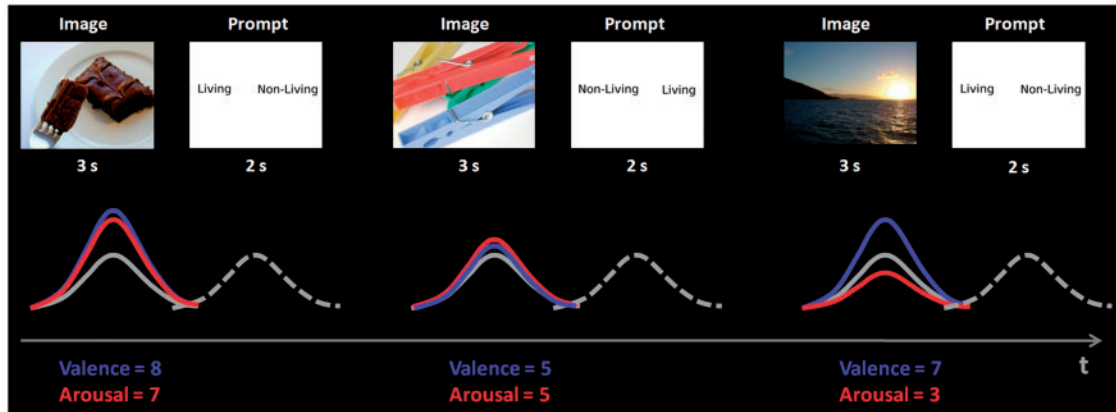 Image Prompt Image Prompt Image Prompt
Living Non-Living Non-Living Living Living Non-Living
3 s 2 s 3 s 2 s 3 s 2 s
t
Valence = 8 Valence = 5 Valence = 7
Arousal = 7 Arousal = 5 Arousal = 3